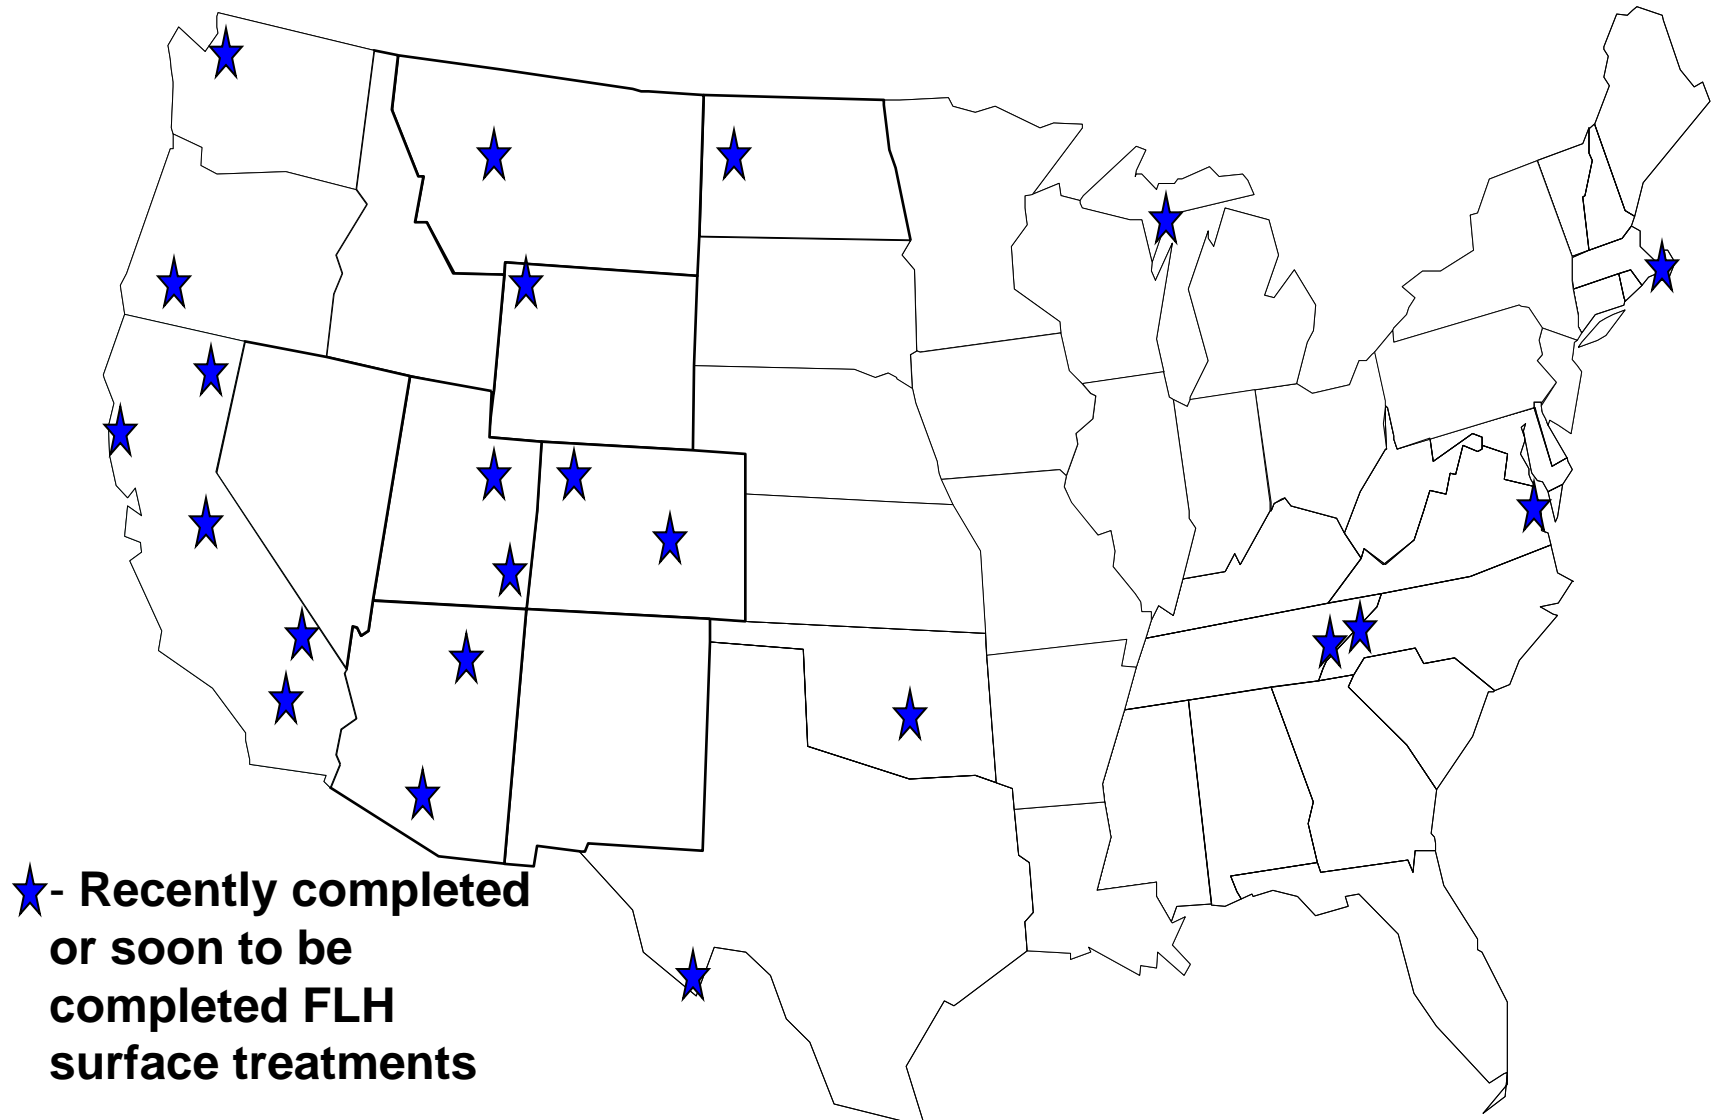 - Recently completed
or soon to be
completed FLH
surface treatments